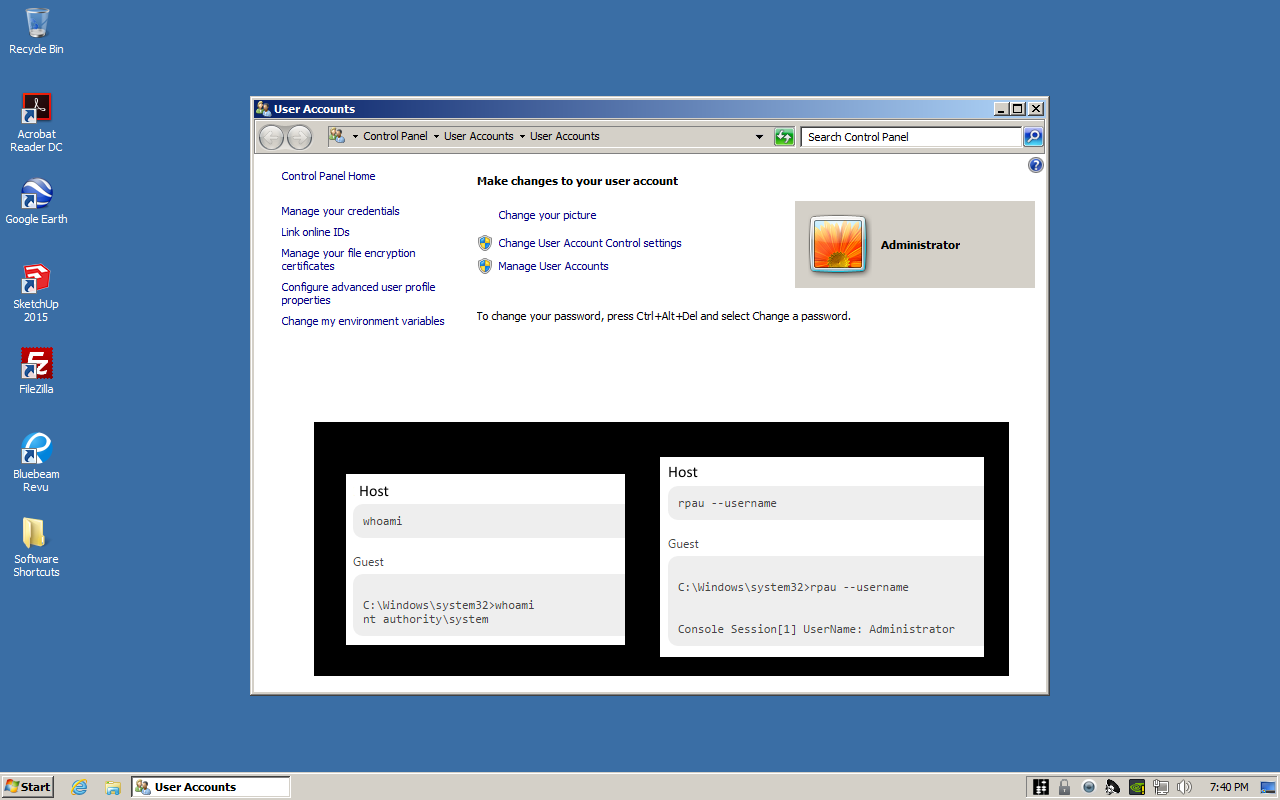 Recycle Bin
Acrobat
Reader DC
Google Earth
SketchUp
2015
FileZilla
Bluebeam
Revu
Software
Shortcuts
User Accounts
Control Panel
User Accounts
User Accounts
Search Control Panel
Control Panel Home
Manage your credentials
Link online IDs
Manage your file encryption
certificates
Configure advanced user profile
properties
Change my environment variables
Make changes to your user account
Change your picture
Change User Account Control settings
Manage User Accounts
Administrator
To change your password, press Ctrl+Alt+Del and select Change a password.
Host
whoami
Guest
C:\Windows\system32>whoami
nt authority\system
Host
rpau --username
Guest
C:\Windows\system32>rpau --username
Console Session[1] UserName: Administrator
Start
User Accounts
7:40 PM